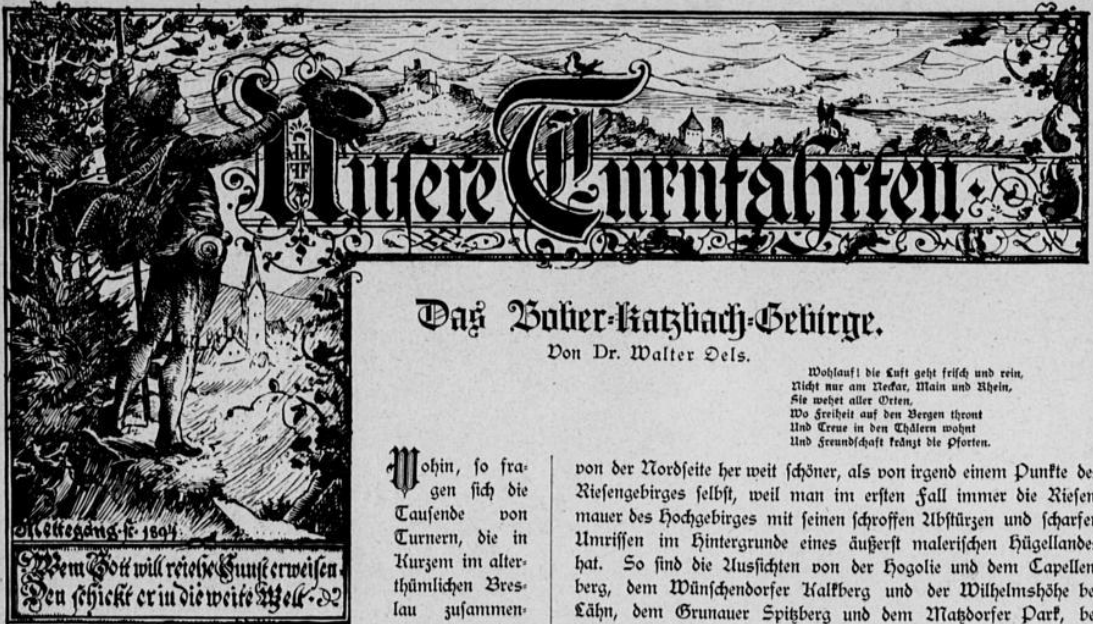 Unsere Turnfahrten.
Das Bober-Katzbach-Gebirge.
Von Dr. Walter Oels.
Wohlauf! die Luft geht frisch und rein,
Nicht nur am Neckar, Main und Rhein,
Sie wehet aller Orten,
Wo Freiheit auf den Bergen thront
Und Treue in den Thälern wohnt
Und Freundschaft kränzt die Pforten.
Wohin, so fra-
gen sich die
Tausende von
Turnern, die in
Kurzem im alter-
thümlichen Bres-
lau zusammen-
von der Nordseite her weit schöner, als von irgend einem Punkte de
Riesengebirges selbst, weil man im ersten Fall immer die Riesen
mauer des Hochgebirges mit seinen schroffen Abstürzen und scharfen
Umrissen im Hintergrunde eines äußerst malerischen Hügellande
hat. So sind die Aussichten von der Hogolie und dem Capellen
berg, dem Wünschendorfer Kalkberg und der Wilhelmshöhe be
Lähn, dem Grunauer Spitzberg und dem Matzdorfer Park, be
1894
Wem Gott will reiche Gunst erweisen
Den schickt er in die weite Welt.